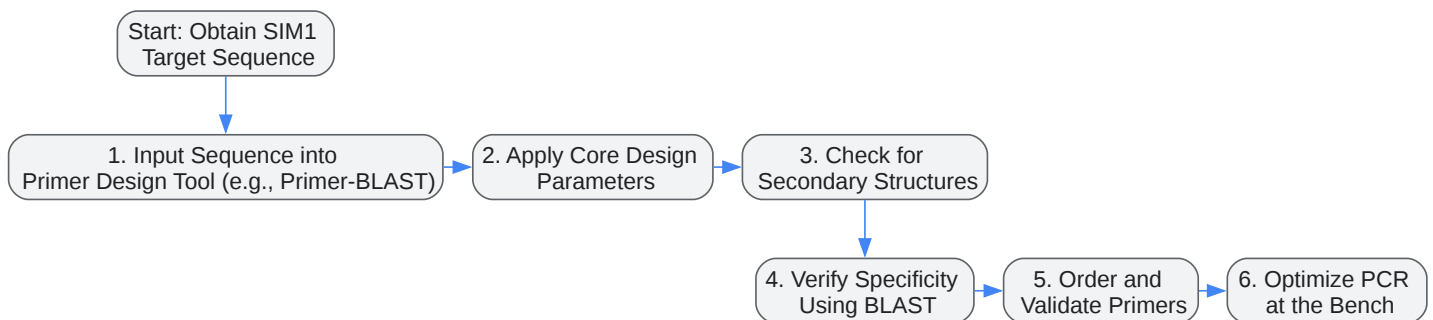 Start: Obtain SIM1
Target Sequence
1. Input Sequence into
Primer Design Tool (e.g., Primer-BLAST)
2. Apply Core Design
Parameters
3. Check for
Secondary Structures
4. Verify Specificity
Using BLAST
5. Order and
Validate Primers
6. Optimize PCR
at the Bench